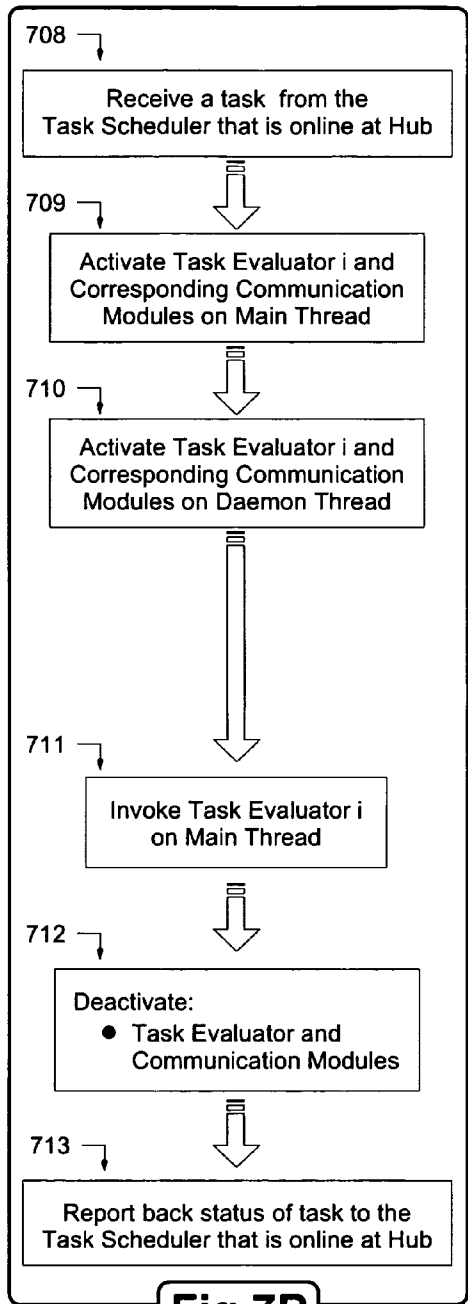 708
Receive a task from the
Task Scheduler that is online at Hub
709
Activate Task Evaluator i and
Corresponding Communication
Modules on Main Thread
710
Activate Task Evaluator i and
Corresponding Communication
Modules on Daemon Thread
711
Invoke Task Evaluator i
on Main Thread
712
Deactivate:
● Task Evaluator and
Communication Modules
713
Report back status of task to the
Task Scheduler that is online at Hub